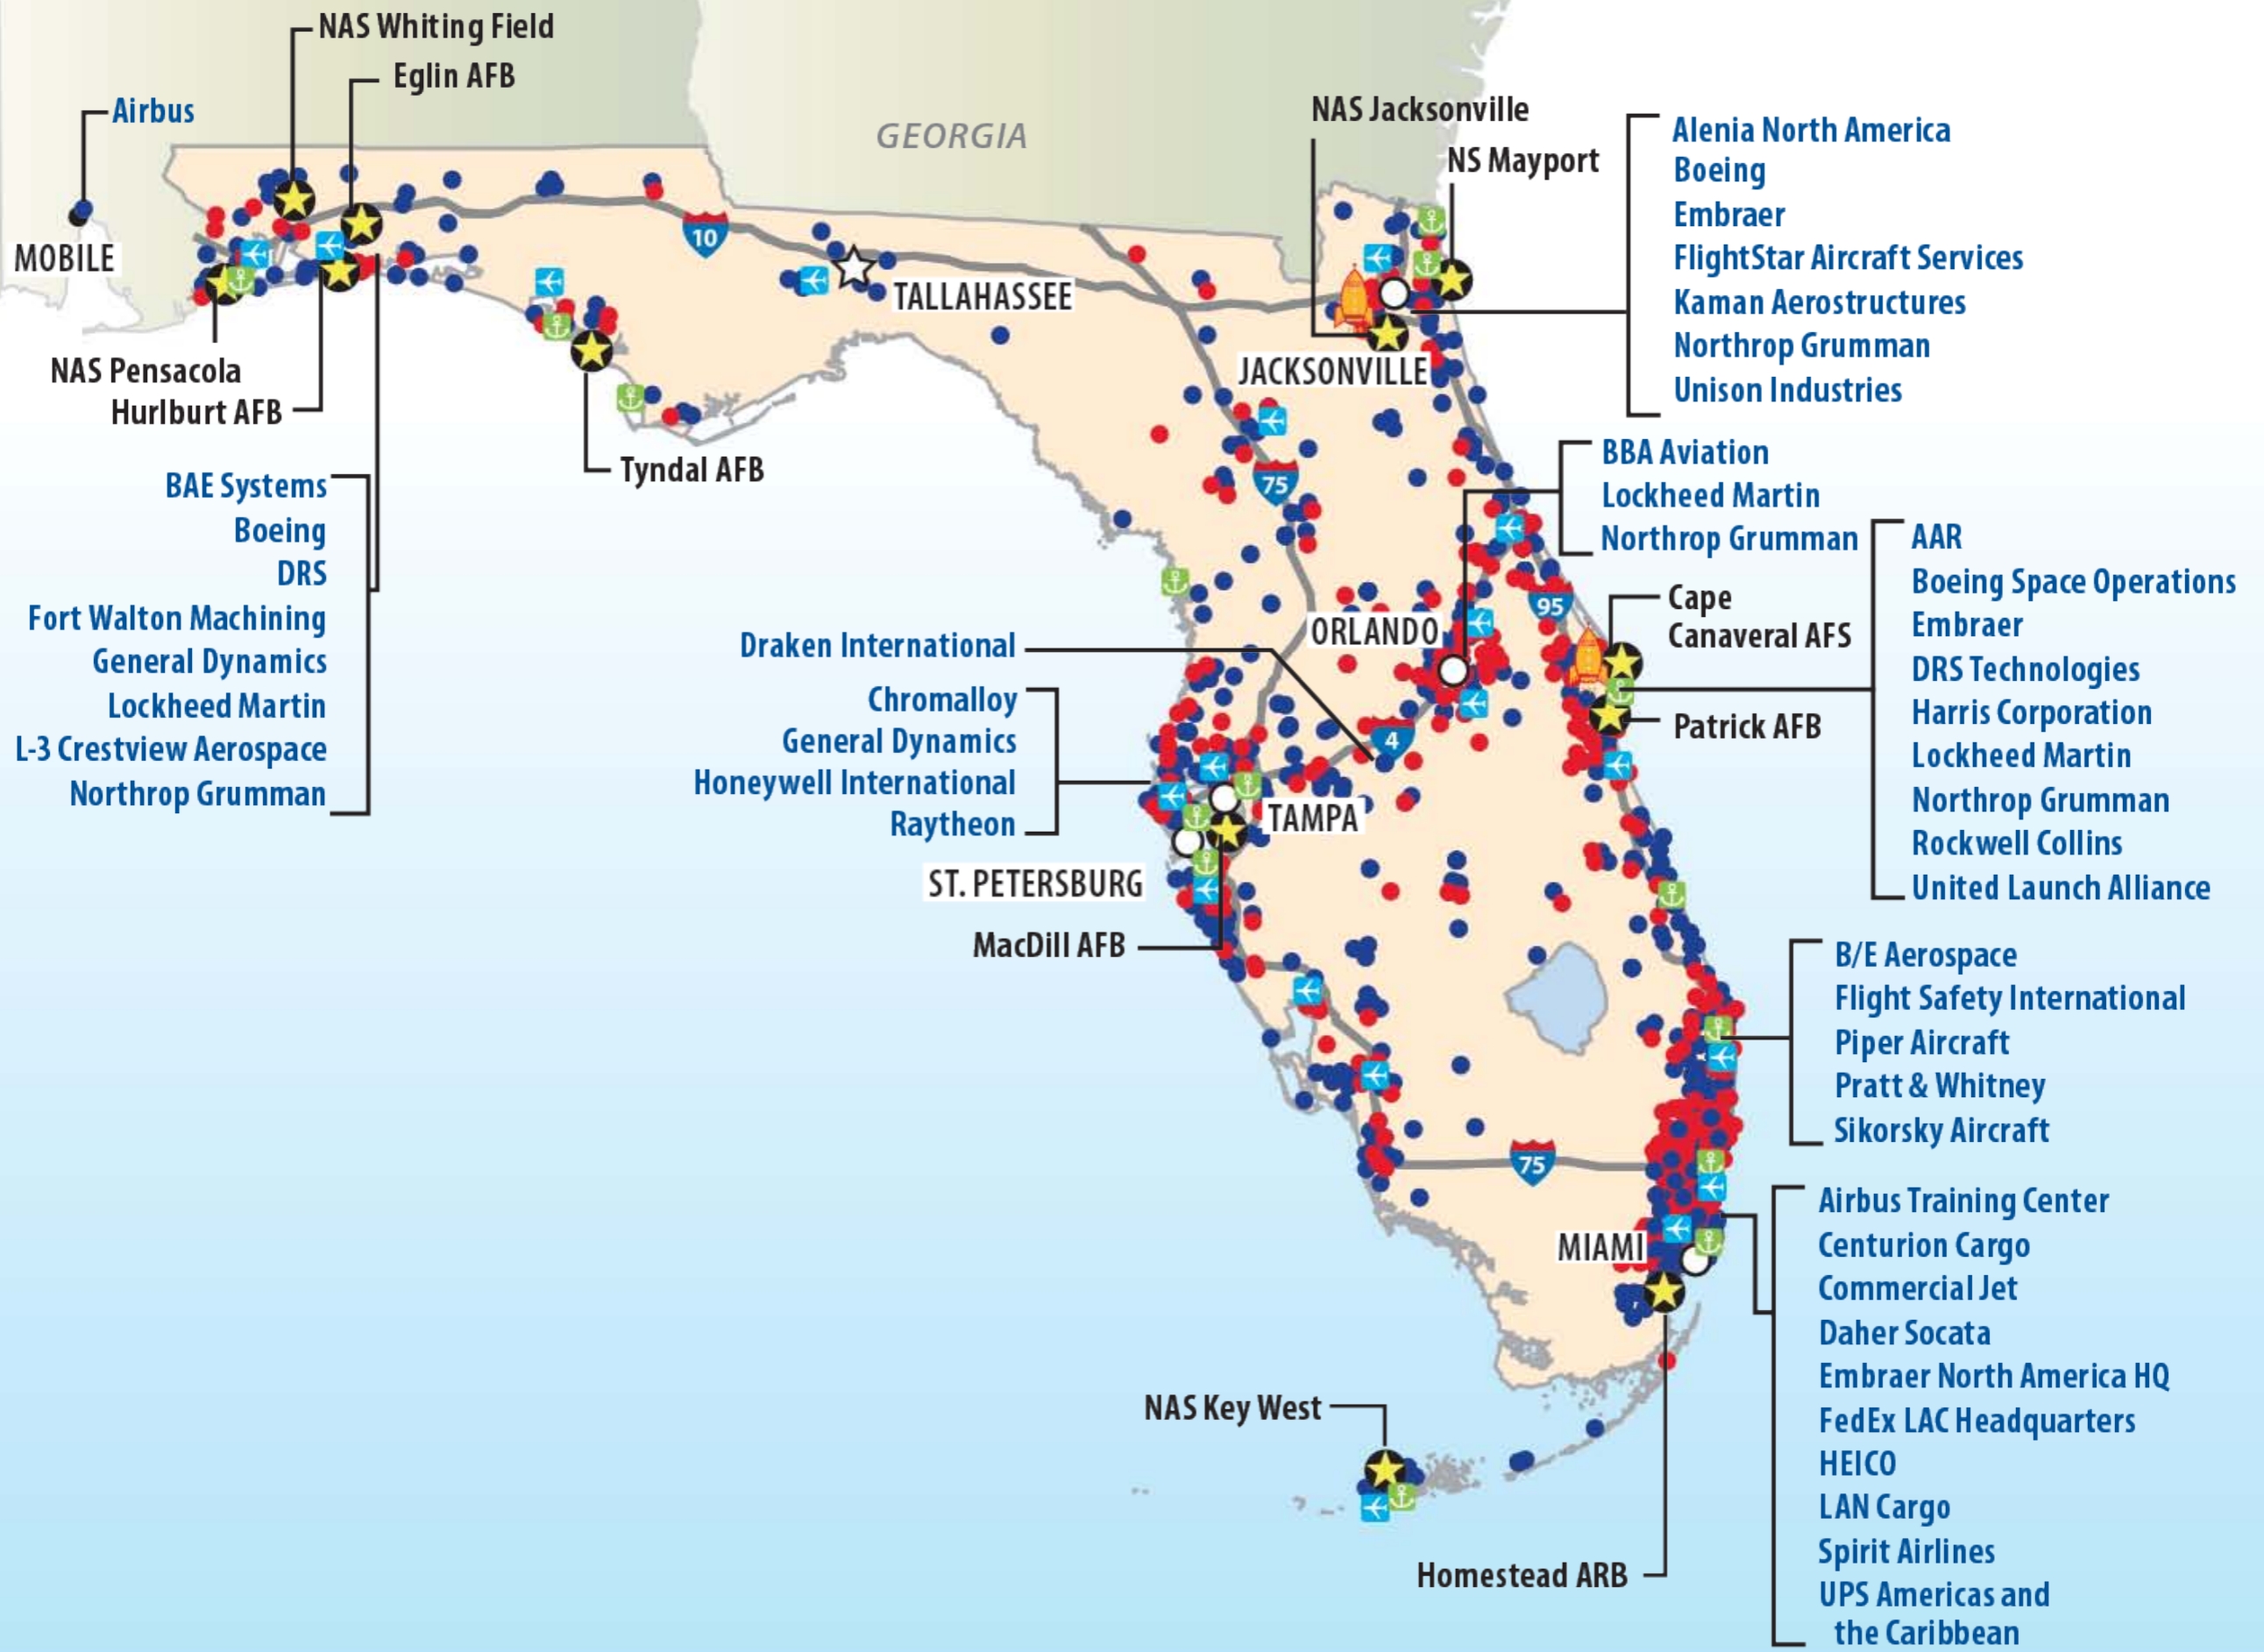 NAS Whiting Field
Eglin AFB
Airbus
MOBILE
NAS Pensacola
Hurlburt AFB
BAE Systems
Boeing
DRS
Fort Walton Machining
General Dynamics
Lockheed Martin
L-3 Crestview Aerospace
Northrop Grumman
GEORGIA
10
TALLAHASSEE
Tyndal AFB
NAS Jacksonville
NS Mayport
JACKSONVILLE
Alenia North America
Boeing
Embraer
FlightStar Aircraft Services
Kaman Aerostructures
Northrop Grumman
Unison Industries
75
BBA Aviation
Lockheed Martin
Northrop Grumman
95
Cape
Canaveral AFS
Patrick AFB
AAR
Boeing Space Operations
Embraer
DRS Technologies
Harris Corporation
Lockheed Martin
Northrop Grumman
Rockwell Collins
United Launch Alliance
ORLANDO
Draken International
4
Chromalloy
General Dynamics
Honeywell International
Raytheon
TAMPA
ST. PETERSBURG
MacDill AFB
B/E Aerospace
Flight Safety International
Piper Aircraft
Pratt & Whitney
Sikorsky Aircraft
75
MIAMI
Airbus Training Center
Centurion Cargo
Commercial Jet
Daher Socata
Embraer North America HQ
FedEx LAC Headquarters
HEICO
LAN Cargo
Spirit Airlines
UPS Americas and
the Caribbean
NAS Key West
Homestead ARB